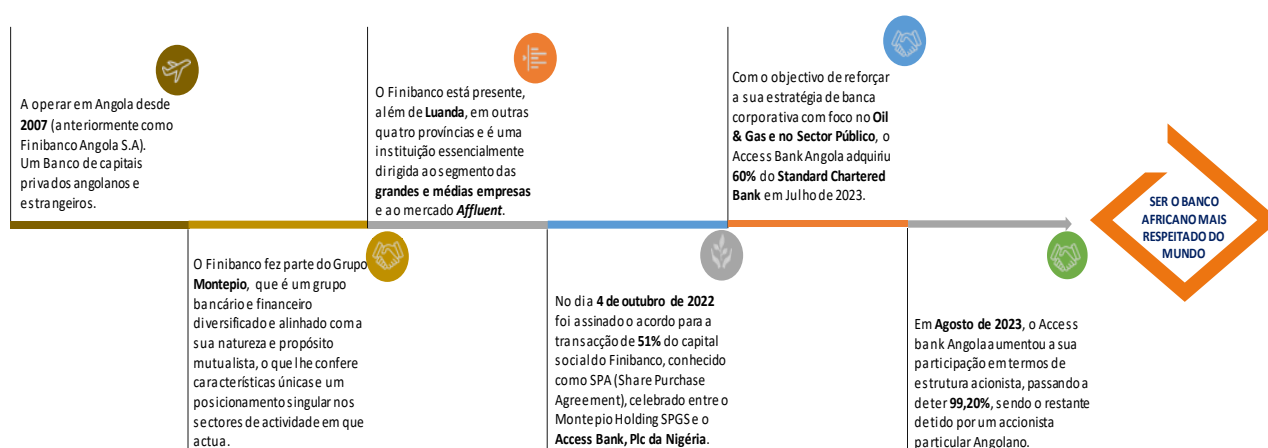 A operar em Angola desde
2007 (anteriormente como
Finibanco Angola S.A).
Um Banco de capitais
privados angolanos e
estrangeiros.
O Finibanco fez parte do Grupo
Montepio, que é um grupo
bancário e financeiro
diversificado e alinhado com a
sua natureza e propósito
mutualista, o que lhe confere
características únicas e um
posicionamento singular nos
sectores de actividade em que
actua.
O Finibanco está presente,
além de Luanda, em outras
quatro províncias e é uma
instituição essencialmente
dirigida ao segmento das
grandes e médias empresas
e ao mercado Affluent.
No dia 4 de outubro de 2022
foi assinado o acordo para a
transacção de 51% do capital
social do Finibanco, conhecido
como SPA (Share Purchase
Agreement), celebrado entre o
Montepio Holding SPGS e o
Access Bank, Plc da Nigéria.
Com o objectivo de reforçar
a sua estratégia de banca
corporativa com foco no Oil
& Gas e no Sector Público, o
Access Bank Angola adquiriu
60% do Standard Chartered
Bank em Julho de 2023.
Em Agosto de 2023, o Access
bank Angola aumentou a sua
participação em termos de
estrutura acionista, passando a
deter 99,20%, sendo o restante
detido por um accionista
particular Angolano.
SER O BANCO
AFRICANO MAIS
RESPEITADO DO
MUNDO